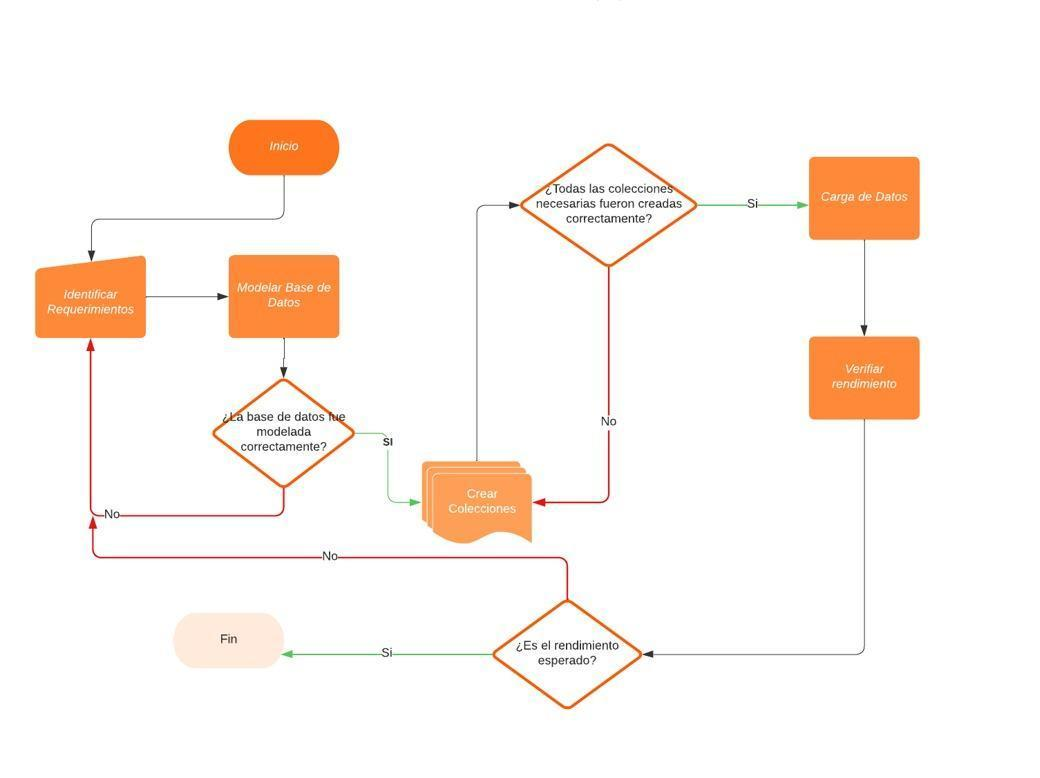 Inicio
Identificar
Requerimientos
Modelar Base de
Datos
¿La base de datos fue
modelada
correctamente?
No
SI
Crear
Colecciones
¿Todas las colecciones
necesarias fueron creadas
correctamente?
No
Si
Carga de Datos
Verifiar
rendimiento
¿Es el rendimiento
esperado?
No
Si
Fin